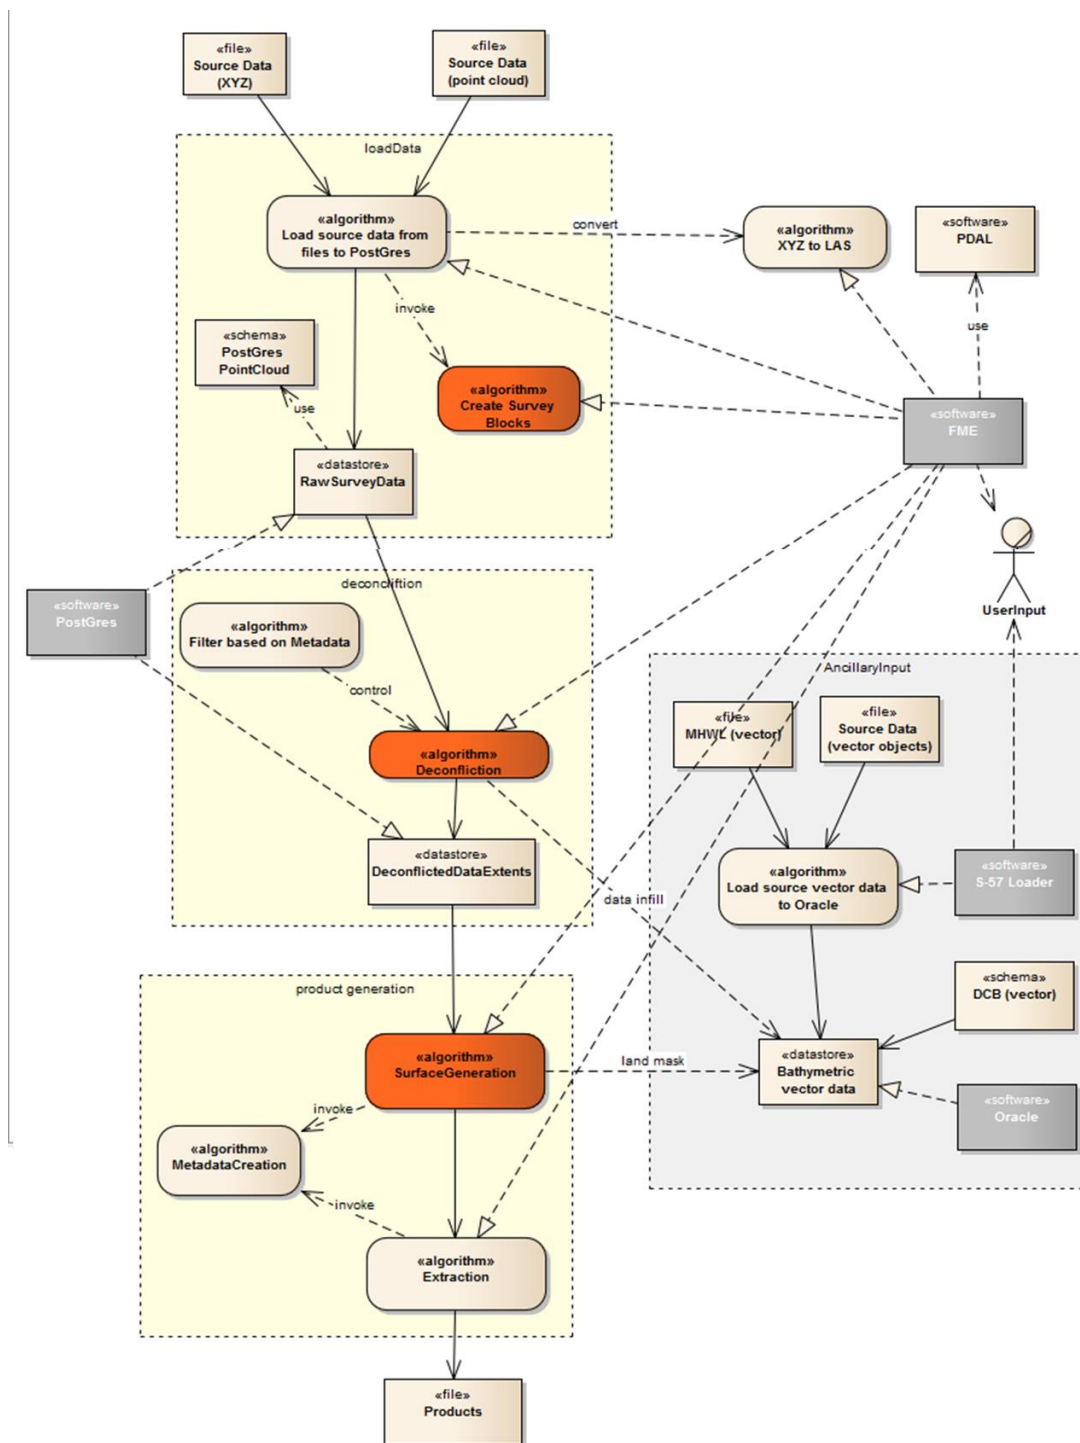 «file»
Source Data
(XYZ)
«file»
Source Data
(point cloud)
loadData
«algorithm»
Load source data from
files to PostGres
convert
«algorithm»
XYZ to LAS
«software»
PDAL
invoke
use
«schema»
PostGres
PointCloud
use
«algorithm»
Create Survey
Blocks
«software»
FME
«datastore»
RawSurveyData
UserInput
deconcliftion
«software»
PostGres
«algorithm»
Filter based on Metadata
control
AncillaryInput
«file»
MHWL (vector)
«file»
Source Data
(vector objects)
«algorithm»
Deconfliction
«datastore»
DeconflictedDataExtents
data infill
«algorithm»
Load source vector data
to Oracle
«software»
S-57 Loader
product generation
«schema»
DCB (vector)
«algorithm»
SurfaceGeneration
land mask
«datastore»
Bathymetric
vector data
«software»
Oracle
invoke
«algorithm»
MetadataCreation
invoke
«algorithm»
Extraction
«file»
Products